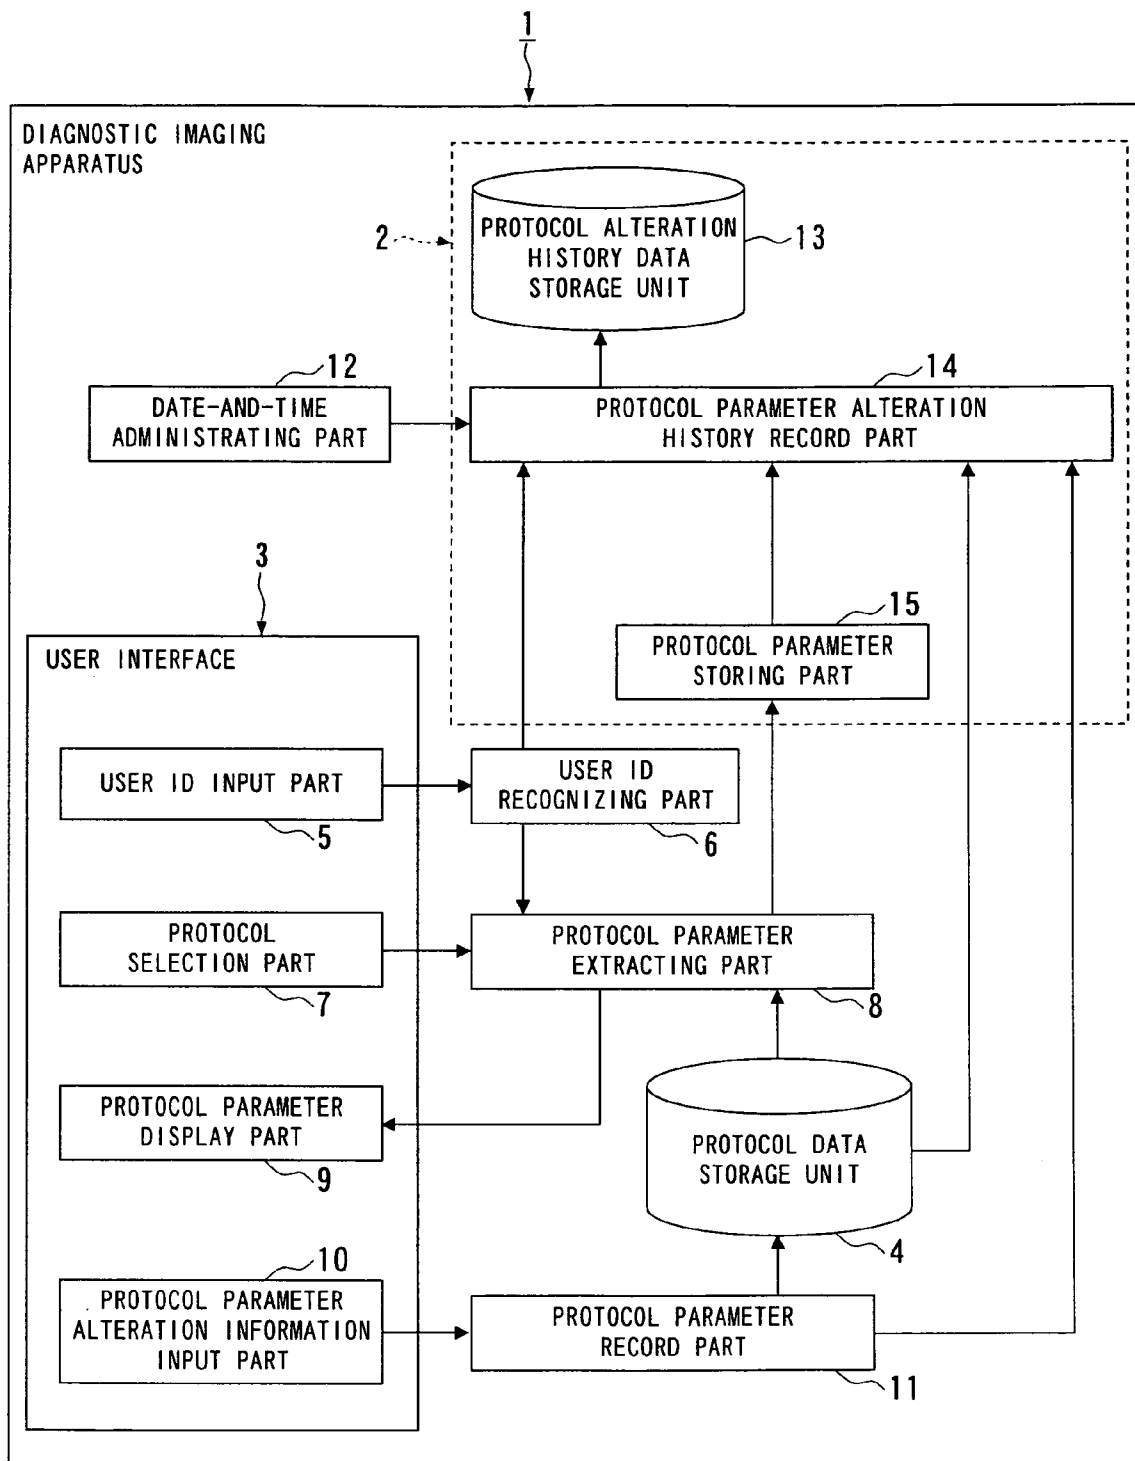 1
DIAGNOSTIC IMAGING
APPARATUS
2
PROTOCOL ALTERATION
HISTORY DATA
STORAGE UNIT
13
12
DATE-AND-TIME
ADMINISTRATING PART
14
PROTOCOL PARAMETER ALTERATION
HISTORY RECORD PART
3
15
PROTOCOL PARAMETER
STORING PART
USER INTERFACE
USER ID INPUT PART
5
USER ID
RECOGNIZING PART
6
PROTOCOL
SELECTION PART
7
PROTOCOL PARAMETER
EXTRACTING PART
8
PROTOCOL PARAMETER
DISPLAY PART
9
PROTOCOL DATA
STORAGE UNIT
4
10
PROTOCOL PARAMETER
ALTERATION INFORMATION
INPUT PART
PROTOCOL PARAMETER
RECORD PART
11